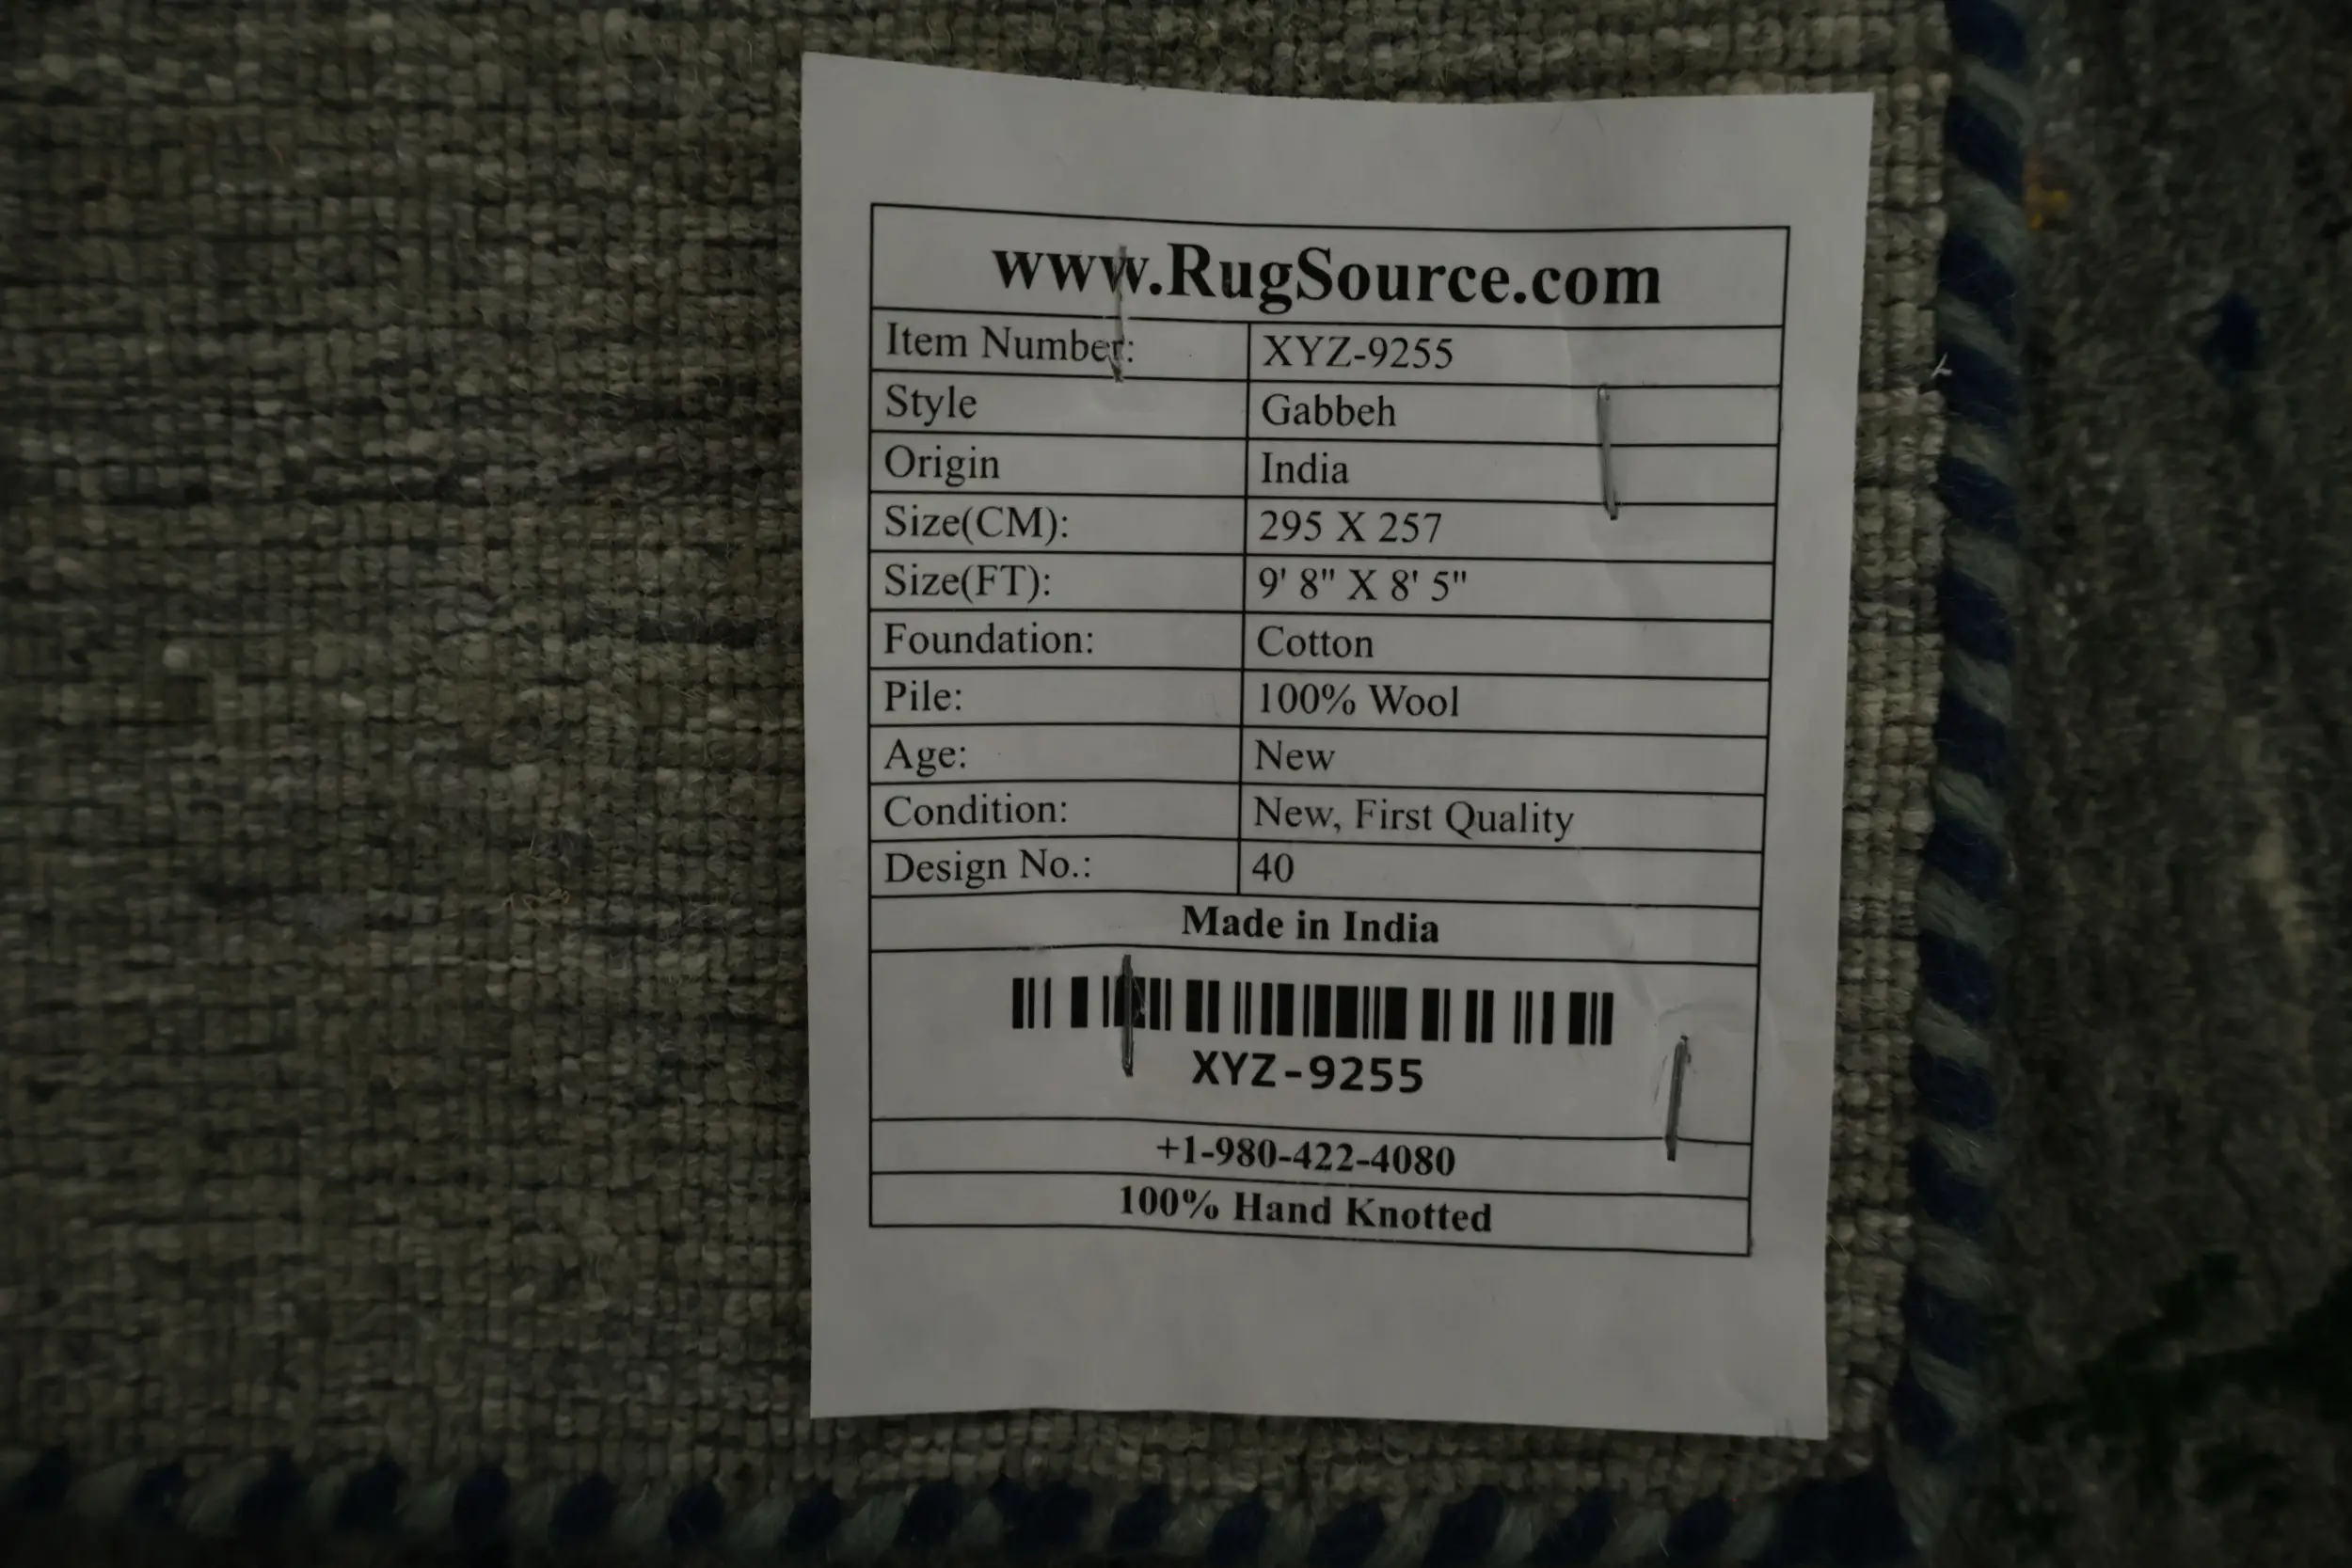 www.RugSource.com
Item Number: XYZ-9255
Style Gabbeh
Origin India
Size(CM): 295 X 257
Size(FT): 9' 8" X 8' 5"
Foundation: Cotton
Pile: 100% Wool
Age: New
Condition: New, First Quality
Design No.: 40
Made in India
XYZ-9255
+1-980-422-4080
100% Hand Knotted